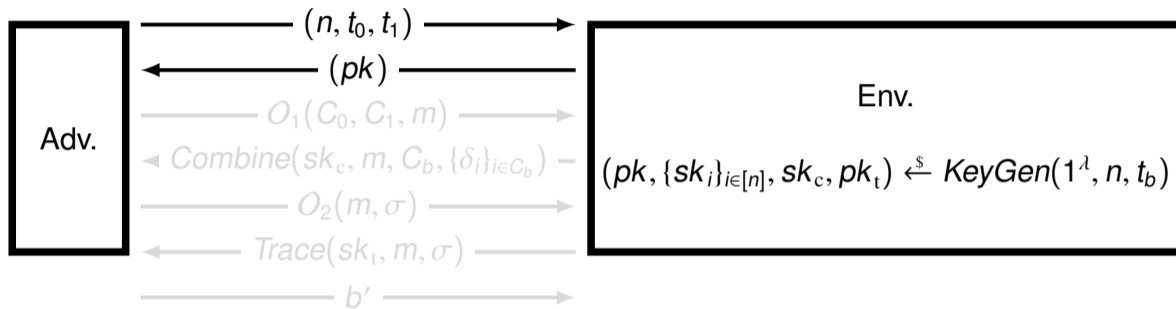 (n, t₀, t₁)
(pk)
Adv.
O₁(C₀, C₁, m)
Combine(sk_c, m, C_b, {δ_i}_{i∈C_b})
O₂(m, σ)
Trace(sk_t, m, σ)
b′
Env.
(pk, {sk_i}_{i∈[n]}, sk_c, pk_t) ←$ KeyGen(1^λ, n, t_b)